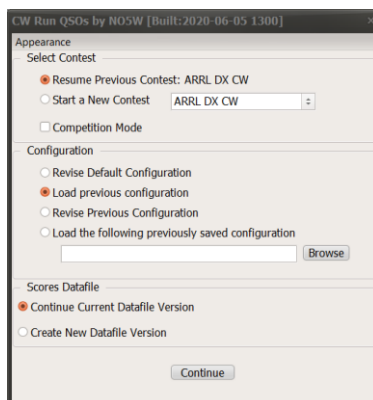 CW Run QSOs by NO5W [Built:2020-06-05 1300]
Appearance
Select Contest
Resume Previous Contest: ARRL DX CW
Start a New Contest ARRL DX CW
Competition Mode
Configuration
Revise Default Configuration
Load previous configuration
Revise Previous Configuration
Load the following previously saved configuration
Browse
Scores Datafile
Continue Current Datafile Version
Create New Datafile Version
Continue